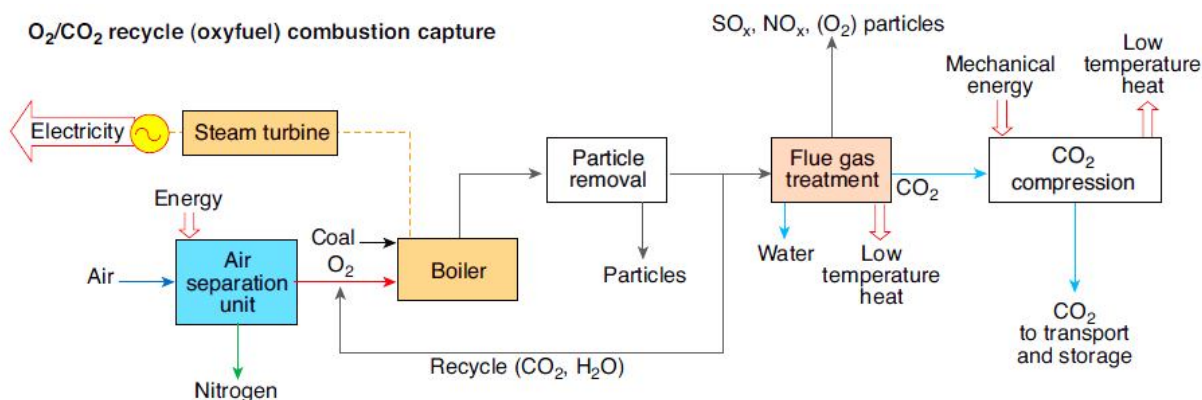 O₂/CO₂ recycle (oxyfuel) combustion capture
SOₓ, NOₓ, (O₂) particles
Mechanical
energy
Low
temperature
heat
Electricity
Steam turbine
Particle
removal
Flue gas
treatment
CO₂
CO₂
compression
Energy
Coal
O₂
Boiler
Air
Air
separation
unit
Particles
Water
Low
temperature
heat
CO₂
to transport
and storage
Recycle (CO₂, H₂O)
Nitrogen